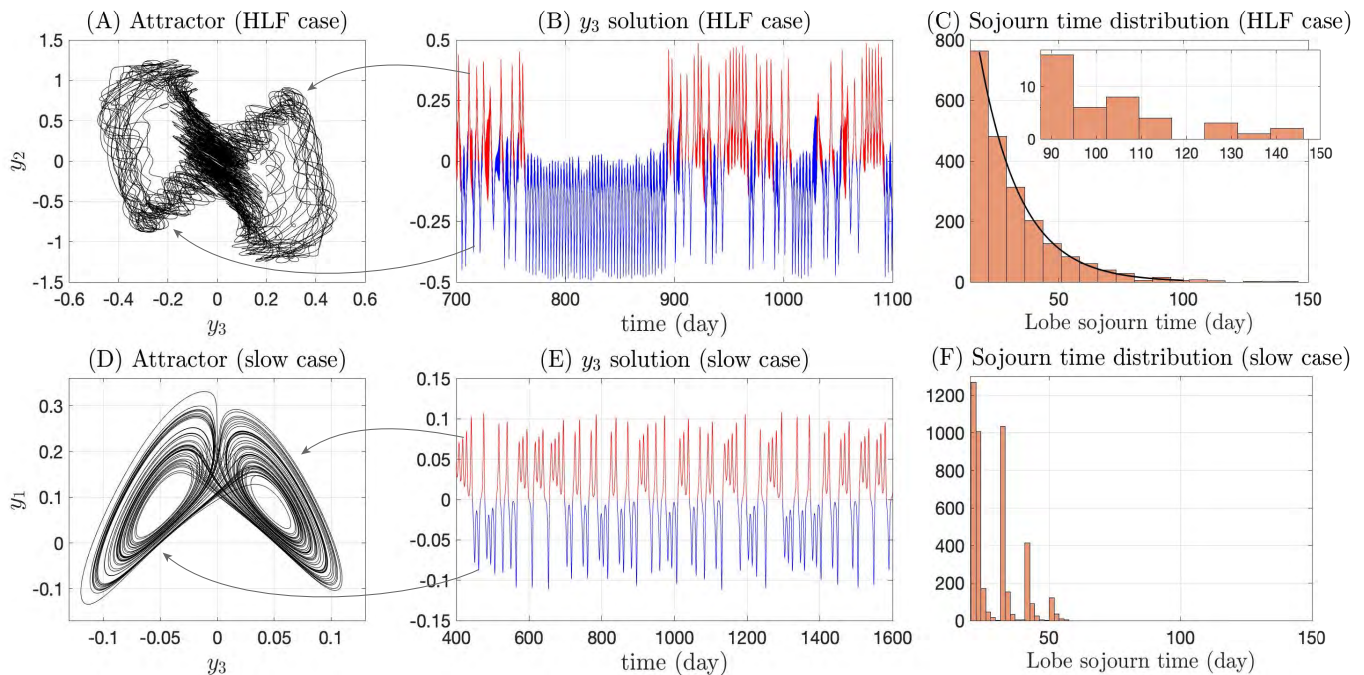 (A) Attractor (HLF case)
1.5
1
0.5
0
-0.5
-1
-1.5
y₂
-0.6 -0.4 -0.2 0 0.2 0.4 0.6
y₃
(B) y₃ solution (HLF case)
0.5
0.25
0
-0.25
-0.5
700 800 900 1000 1100
time (day)
(C) Sojourn time distribution (HLF case)
800
600
400
200
0
10
0
90 100 110 120 130 140 150
50 100 150
Lobe sojourn time (day)
(D) Attractor (slow case)
0.3
0.2
0.1
0
-0.1
y₁
-0.1 -0.05 0 0.05 0.1
y₃
(E) y₃ solution (slow case)
0.15
0.1
0.05
0
-0.05
-0.1
-0.15
400 600 800 1000 1200 1400 1600
time (day)
(F) Sojourn time distribution (slow case)
1200
1000
800
600
400
200
0
50 100 150
Lobe sojourn time (day)